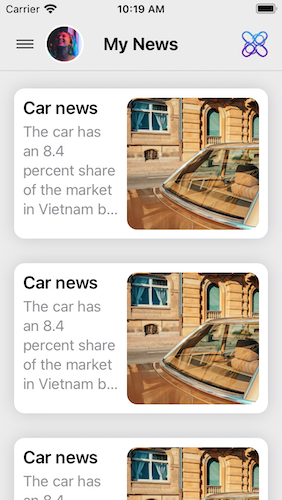 Carrier 10:19 AM
My News
Car news
The car has
an 8.4
percent share
of the market
in Vietnam b...
Car news
The car has
an 8.4
percent share
of the market
in Vietnam b...
Car news
The car has
an 8.4